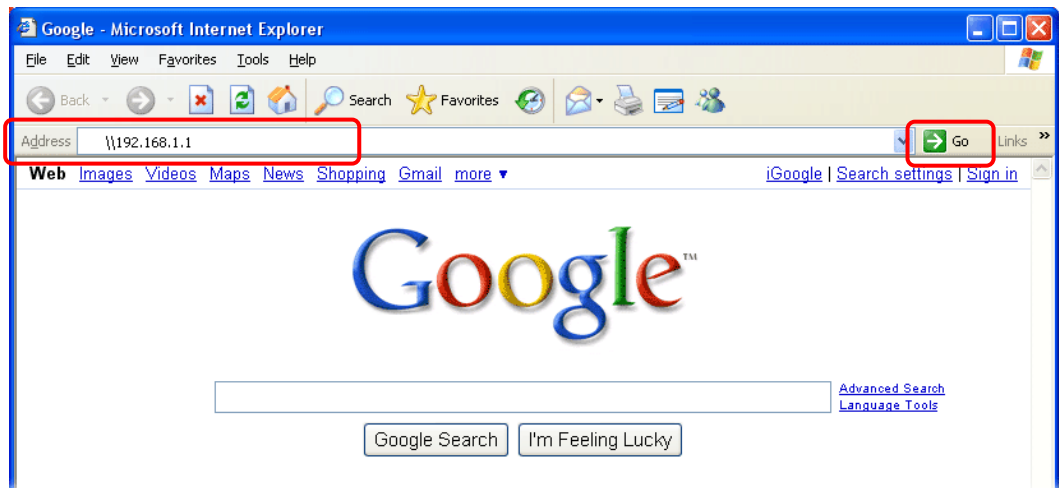 Google - Microsoft Internet Explorer
File Edit View Favorites Tools Help
Back Search Favorites
Address \\192.168.1.1 Go Links »
Web Images Videos Maps News Shopping Gmail more ▼ iGoogle | Search settings | Sign in
Google™
Advanced Search
Language Tools
Google Search I'm Feeling Lucky